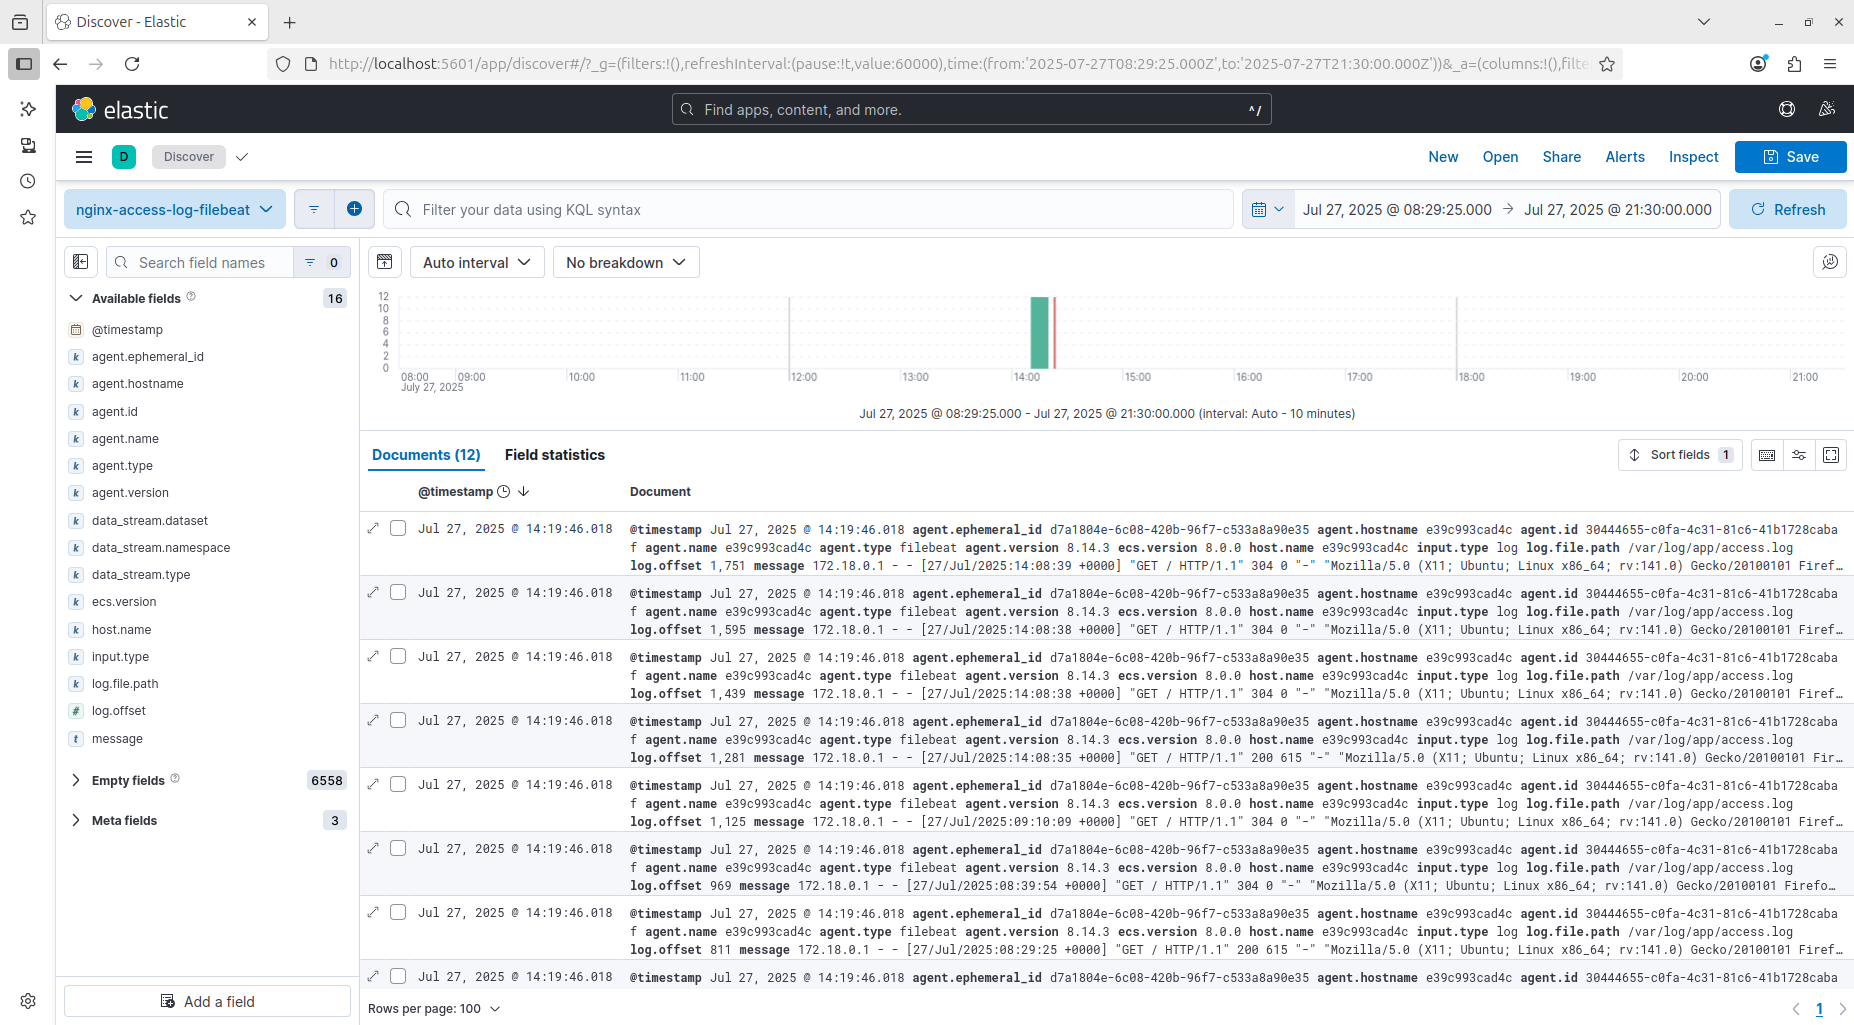 Discover - Elastic
http://localhost:5601/app/discover#/?_g=(filters:!(),refreshInterval:(pause:!t,value:60000),time:(from:'2025-07-27T08:29:25.000Z',to:'2025-07-27T21:30:00.000Z'))&_a=(columns:!(),filte
elastic
Find apps, content, and more.
^/
D
Discover
New
Open
Share
Alerts
Inspect
Save
nginx-access-log-filebeat
Filter your data using KQL syntax
Jul 27, 2025 @ 08:29:25.000 → Jul 27, 2025 @ 21:30:00.000
Refresh
Search field names
0
Available fields
16
@timestamp
k agent.ephemeral_id
k agent.hostname
k agent.id
k agent.name
k agent.type
k agent.version
k data_stream.dataset
k data_stream.namespace
k data_stream.type
k ecs.version
k host.name
k input.type
k log.file.path
# log.offset
t message
Empty fields
6558
Meta fields
3
Add a field
Auto interval
No breakdown
12
10
8
6
4
2
0
08:00 09:00 10:00 11:00 12:00 13:00 14:00 15:00 16:00 17:00 18:00 19:00 20:00 21:00
July 27, 2025
Jul 27, 2025 @ 08:29:25.000 - Jul 27, 2025 @ 21:30:00.000 (interval: Auto - 10 minutes)
Documents (12)
Field statistics
Sort fields 1
@timestamp
Document
Jul 27, 2025 @ 14:19:46.018
@timestamp Jul 27, 2025 @ 14:19:46.018 agent.ephemeral_id d7a1804e-6c08-420b-96f7-c533a8a90e35 agent.hostname e39c993cad4c agent.id 30444655-c0fa-4c31-81c6-41b1728caba
f agent.name e39c993cad4c agent.type filebeat agent.version 8.14.3 ecs.version 8.0.0 host.name e39c993cad4c input.type log log.file.path /var/log/app/access.log
log.offset 1,751 message 172.18.0.1 - - [27/Jul/2025:14:08:39 +0000] "GET / HTTP/1.1" 304 0 "-" "Mozilla/5.0 (X11; Ubuntu; Linux x86_64; rv:141.0) Gecko/20100101 Firef…
Jul 27, 2025 @ 14:19:46.018
@timestamp Jul 27, 2025 @ 14:19:46.018 agent.ephemeral_id d7a1804e-6c08-420b-96f7-c533a8a90e35 agent.hostname e39c993cad4c agent.id 30444655-c0fa-4c31-81c6-41b1728caba
f agent.name e39c993cad4c agent.type filebeat agent.version 8.14.3 ecs.version 8.0.0 host.name e39c993cad4c input.type log log.file.path /var/log/app/access.log
log.offset 1,595 message 172.18.0.1 - - [27/Jul/2025:14:08:38 +0000] "GET / HTTP/1.1" 304 0 "-" "Mozilla/5.0 (X11; Ubuntu; Linux x86_64; rv:141.0) Gecko/20100101 Firef…
Jul 27, 2025 @ 14:19:46.018
@timestamp Jul 27, 2025 @ 14:19:46.018 agent.ephemeral_id d7a1804e-6c08-420b-96f7-c533a8a90e35 agent.hostname e39c993cad4c agent.id 30444655-c0fa-4c31-81c6-41b1728caba
f agent.name e39c993cad4c agent.type filebeat agent.version 8.14.3 ecs.version 8.0.0 host.name e39c993cad4c input.type log log.file.path /var/log/app/access.log
log.offset 1,439 message 172.18.0.1 - - [27/Jul/2025:14:08:38 +0000] "GET / HTTP/1.1" 304 0 "-" "Mozilla/5.0 (X11; Ubuntu; Linux x86_64; rv:141.0) Gecko/20100101 Firef…
Jul 27, 2025 @ 14:19:46.018
@timestamp Jul 27, 2025 @ 14:19:46.018 agent.ephemeral_id d7a1804e-6c08-420b-96f7-c533a8a90e35 agent.hostname e39c993cad4c agent.id 30444655-c0fa-4c31-81c6-41b1728caba
f agent.name e39c993cad4c agent.type filebeat agent.version 8.14.3 ecs.version 8.0.0 host.name e39c993cad4c input.type log log.file.path /var/log/app/access.log
log.offset 1,281 message 172.18.0.1 - - [27/Jul/2025:14:08:35 +0000] "GET / HTTP/1.1" 200 615 "-" "Mozilla/5.0 (X11; Ubuntu; Linux x86_64; rv:141.0) Gecko/20100101 Fir…
Jul 27, 2025 @ 14:19:46.018
@timestamp Jul 27, 2025 @ 14:19:46.018 agent.ephemeral_id d7a1804e-6c08-420b-96f7-c533a8a90e35 agent.hostname e39c993cad4c agent.id 30444655-c0fa-4c31-81c6-41b1728caba
f agent.name e39c993cad4c agent.type filebeat agent.version 8.14.3 ecs.version 8.0.0 host.name e39c993cad4c input.type log log.file.path /var/log/app/access.log
log.offset 1,125 message 172.18.0.1 - - [27/Jul/2025:09:10:09 +0000] "GET / HTTP/1.1" 304 0 "-" "Mozilla/5.0 (X11; Ubuntu; Linux x86_64; rv:141.0) Gecko/20100101 Firef…
Jul 27, 2025 @ 14:19:46.018
@timestamp Jul 27, 2025 @ 14:19:46.018 agent.ephemeral_id d7a1804e-6c08-420b-96f7-c533a8a90e35 agent.hostname e39c993cad4c agent.id 30444655-c0fa-4c31-81c6-41b1728caba
f agent.name e39c993cad4c agent.type filebeat agent.version 8.14.3 ecs.version 8.0.0 host.name e39c993cad4c input.type log log.file.path /var/log/app/access.log
log.offset 969 message 172.18.0.1 - - [27/Jul/2025:08:39:54 +0000] "GET / HTTP/1.1" 304 0 "-" "Mozilla/5.0 (X11; Ubuntu; Linux x86_64; rv:141.0) Gecko/20100101 Firefo…
Jul 27, 2025 @ 14:19:46.018
@timestamp Jul 27, 2025 @ 14:19:46.018 agent.ephemeral_id d7a1804e-6c08-420b-96f7-c533a8a90e35 agent.hostname e39c993cad4c agent.id 30444655-c0fa-4c31-81c6-41b1728caba
f agent.name e39c993cad4c agent.type filebeat agent.version 8.14.3 ecs.version 8.0.0 host.name e39c993cad4c input.type log log.file.path /var/log/app/access.log
log.offset 811 message 172.18.0.1 - - [27/Jul/2025:08:29:25 +0000] "GET / HTTP/1.1" 200 615 "-" "Mozilla/5.0 (X11; Ubuntu; Linux x86_64; rv:141.0) Gecko/20100101 Firef…
Jul 27, 2025 @ 14:19:46.018
@timestamp Jul 27, 2025 @ 14:19:46.018 agent.ephemeral_id d7a1804e-6c08-420b-96f7-c533a8a90e35 agent.hostname e39c993cad4c agent.id 30444655-c0fa-4c31-81c6-41b1728caba
Rows per page: 100
1